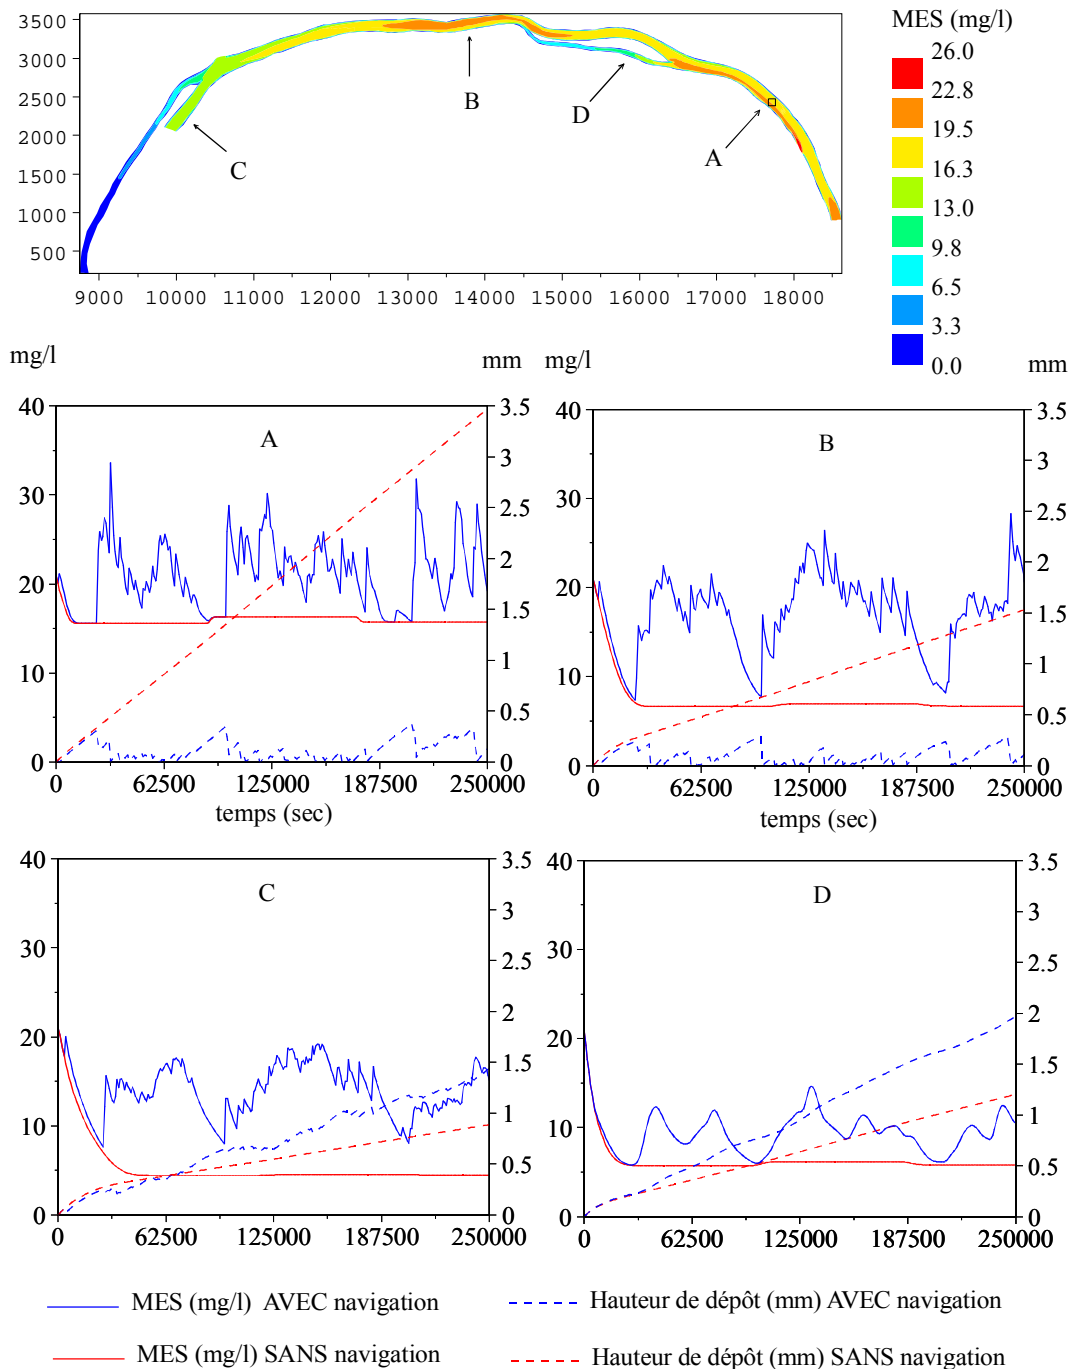 MES (mg/l)
3500
3000
2500
2000
1500
1000
500
9000 10000 11000 12000 13000 14000 15000 16000 17000 18000
B
D
A
C
26.0
22.8
19.5
16.3
13.0
9.8
6.5
3.3
0.0
mg/l
mm
mg/l
mm
A
40
30
20
10
0
3.5
3
2.5
2
1.5
1
0.5
0
0 62500 125000 187500 250000
temps (sec)
B
40
30
20
10
0
3.5
3
2.5
2
1.5
1
0.5
0
0 62500 125000 187500 250000
temps (sec)
C
40
30
20
10
0
3.5
3
2.5
2
1.5
1
0.5
0
0 62500 125000 187500 250000
D
40
30
20
10
0
3.5
3
2.5
2
1.5
1
0.5
0
0 62500 125000 187500 250000
MES (mg/l) AVEC navigation
Hauteur de dépôt (mm) AVEC navigation
MES (mg/l) SANS navigation
Hauteur de dépôt (mm) SANS navigation